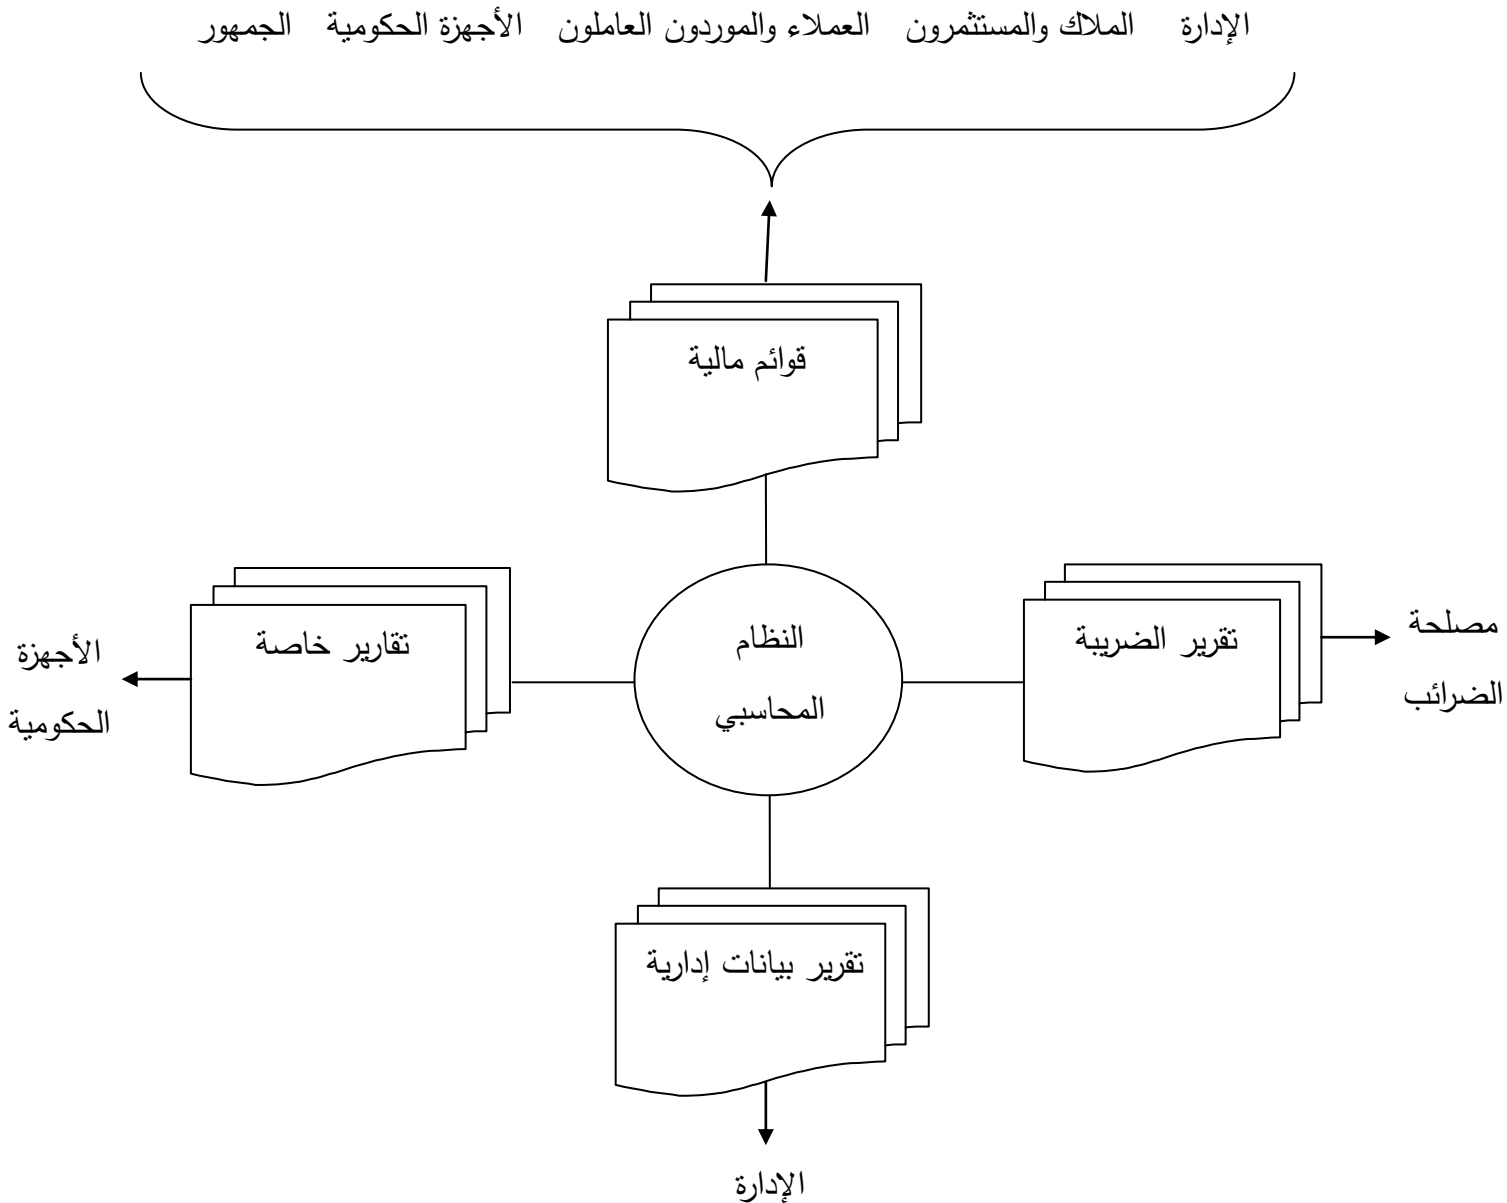 الإدارة الملاك والمستثمرون العملاء والموردون العاملون الأجهزة الحكومية الجمهور
قوائم مالية
تقرير الضريبة
مصلحة
الضرائب
النظام
المحاسبي
تقارير خاصة
الأجهزة
الحكومية
تقرير بيانات إدارية
الإدارة